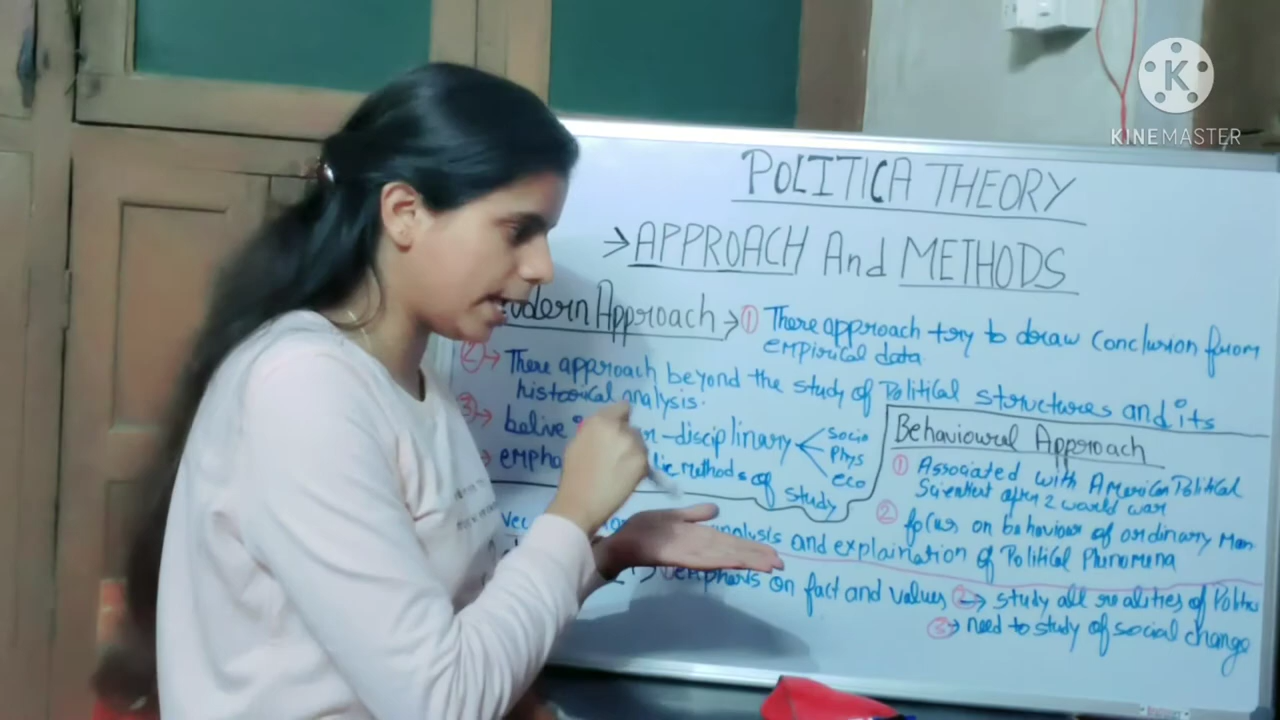 KINEMASTER
POLITICA THEORY
→ APPROACH And METHODS
Modern Approach → ① There approach try to draw Conclusion from
empirical data
② → There approach beyond the study of Political structures and its
historical analysis.
③ → belive disciplinary < Socio
Phys
eco
methods of study
Behavioural Approach
① Associated with American Political
Scientist after 2 world war
② focus on behaviour of ordinary man
analysis and explaination of Political Phenomena
emphasis on fact and values ② → study all realities of
③ → need to study of social change